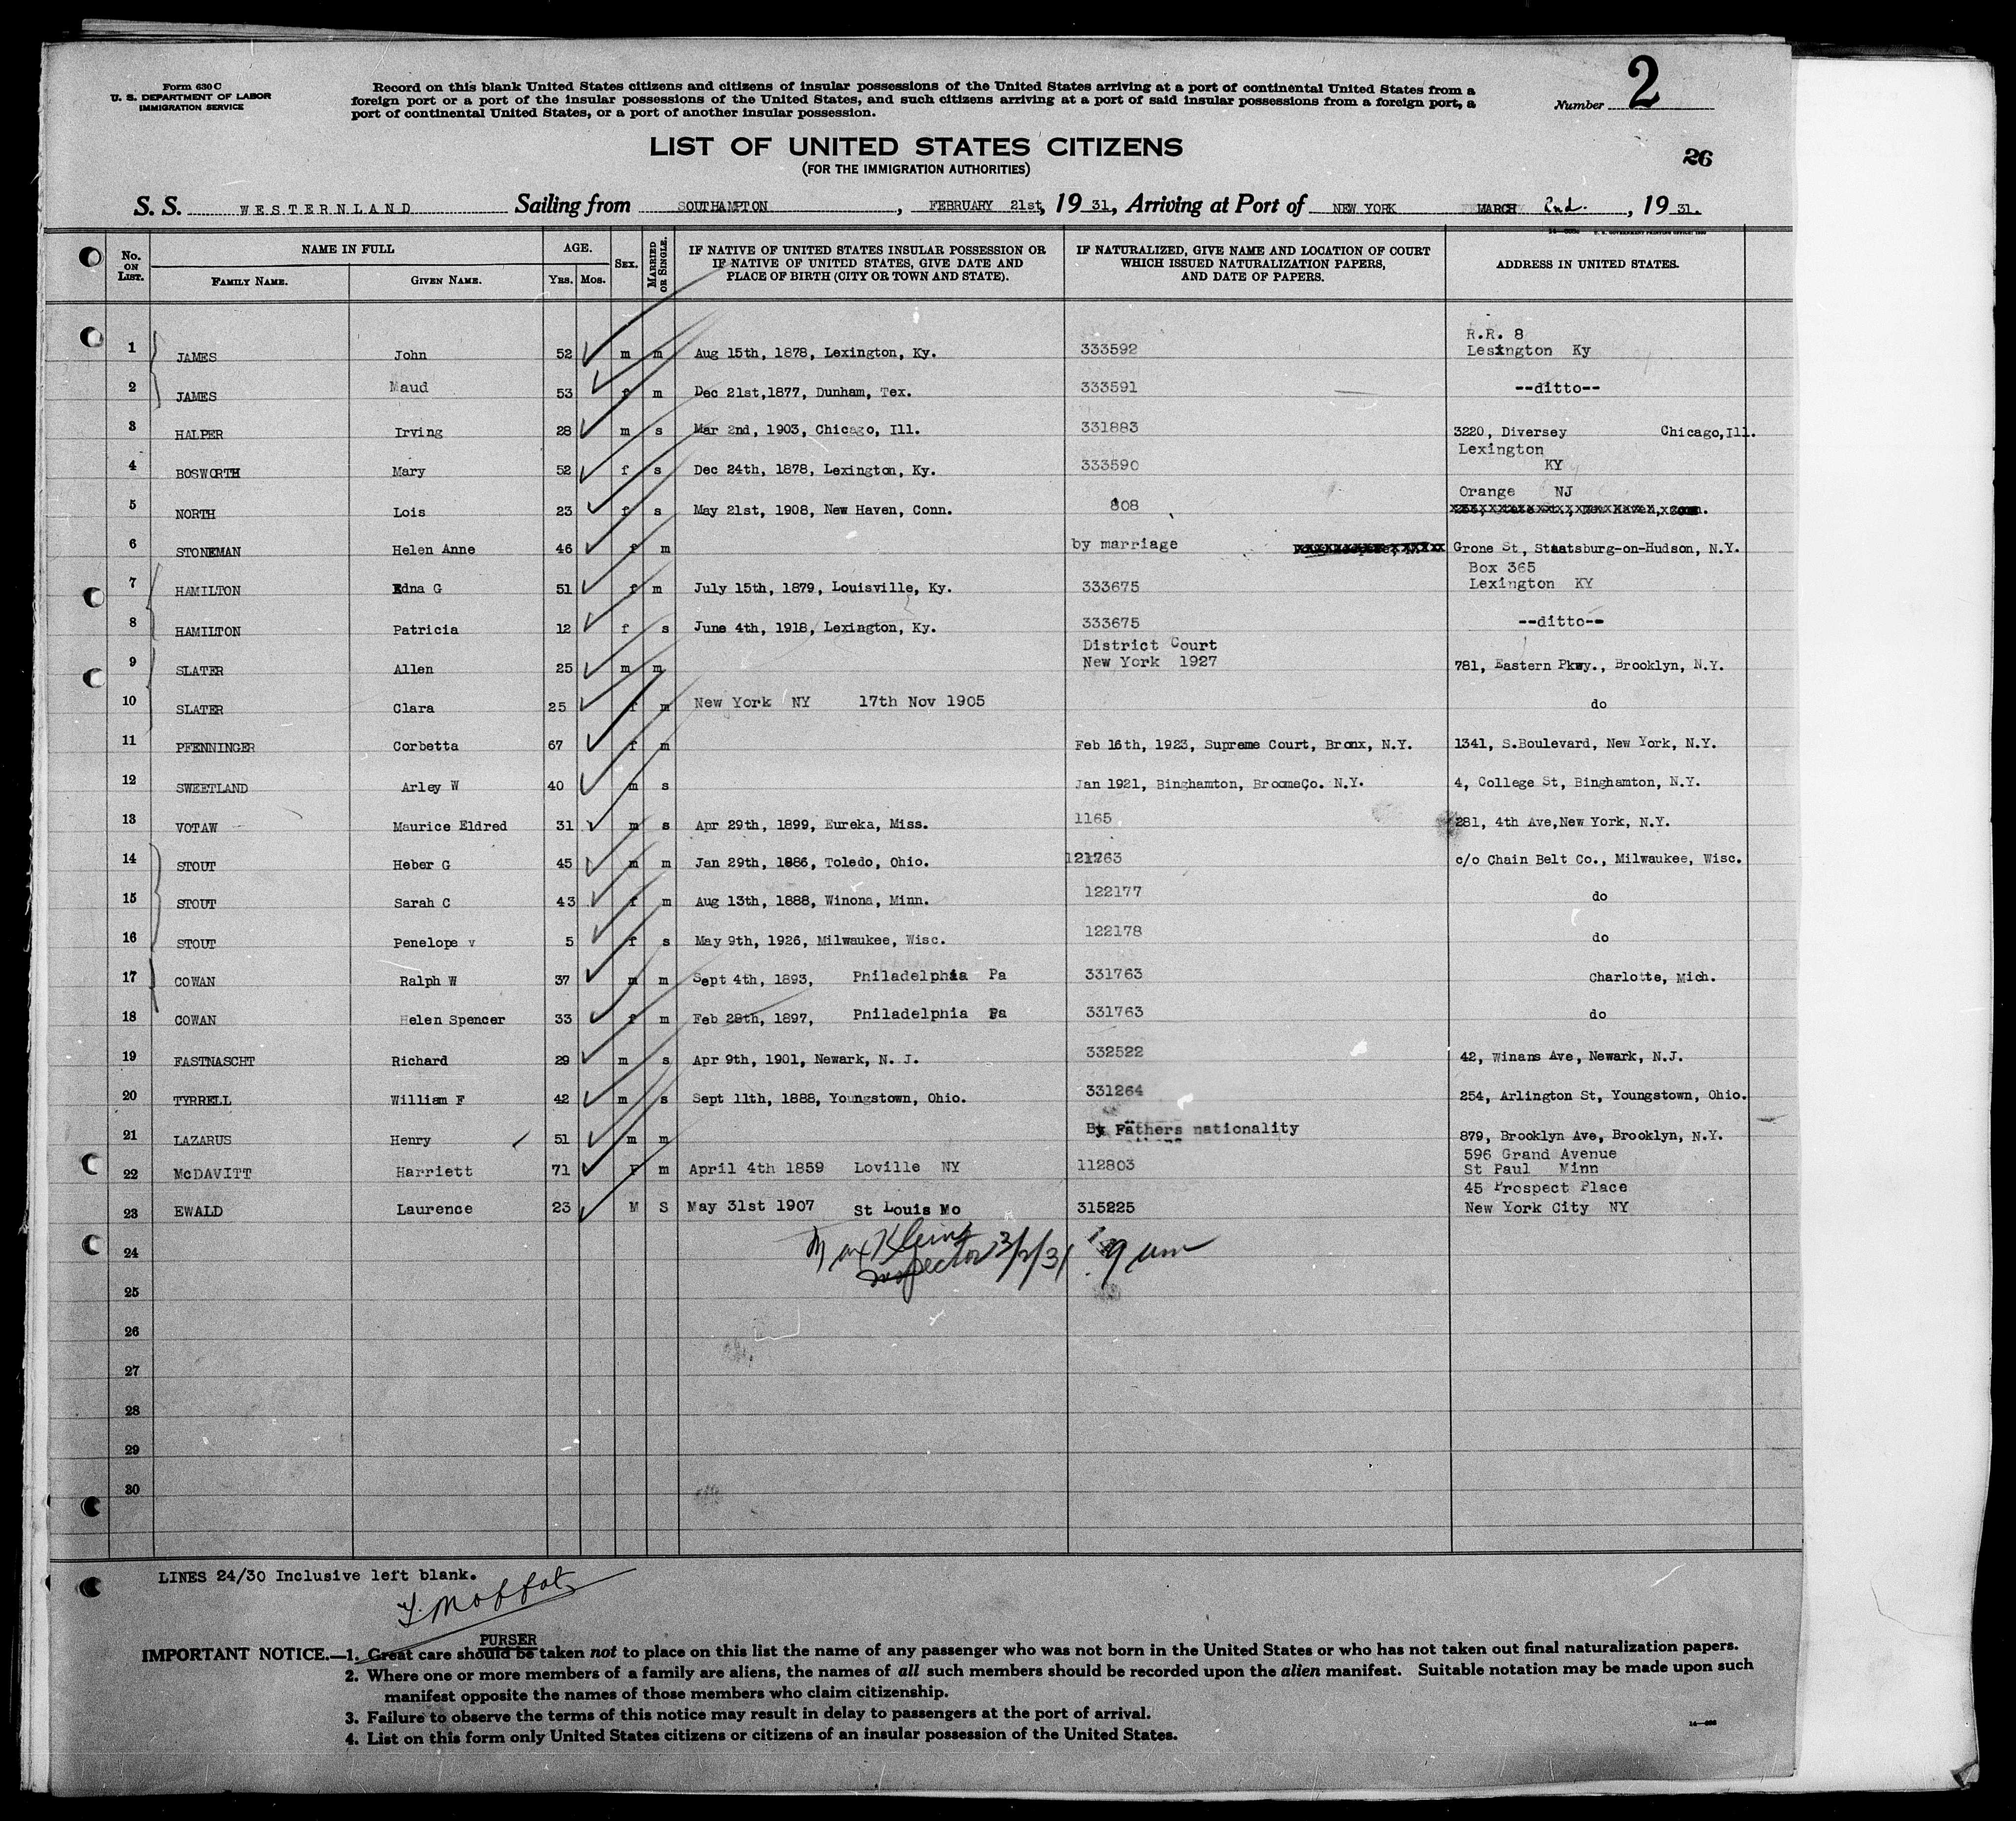 Form 630 C
U. S. DEPARTMENT OF LABOR
IMMIGRATION SERVICE
Record on this blank United States citizens and citizens of insular possessions of the United States arriving at a port of continental United States from a
foreign port or a port of the insular possessions of the United States, and such citizens arriving at a port of said insular possessions from a foreign port, a
port of continental United States, or a port of another insular possession.
Number 2
LIST OF UNITED STATES CITIZENS
(FOR THE IMMIGRATION AUTHORITIES)
26
S. S. WESTERNLAND Sailing from SOUTHAMPTON, FEBRUARY 21st, 1931, Arriving at Port of NEW YORK MARCH 2nd., 1931.
No. ON LIST. NAME IN FULL FAMILY NAME. GIVEN NAME. AGE. YRS. MOS. SEX. MARRIED OR SINGLE. IF NATIVE OF UNITED STATES INSULAR POSSESSION OR IF NATIVE OF UNITED STATES, GIVE DATE AND PLACE OF BIRTH (CITY OR TOWN AND STATE). IF NATURALIZED, GIVE NAME AND LOCATION OF COURT WHICH ISSUED NATURALIZATION PAPERS, AND DATE OF PAPERS. ADDRESS IN UNITED STATES.
1 JAMES John 52 m m Aug 15th, 1878, Lexington, Ky. 333592 R.R. 8 Lexington Ky
2 JAMES Maud 53 f m Dec 21st,1877, Dunham, Tex. 333591 --ditto--
3 HALPER Irving 28 m s Mar 2nd, 1903, Chicago, Ill. 331883 3220, Diversey Chicago,Ill.
4 BOSWORTH Mary 52 f s Dec 24th, 1878, Lexington, Ky. 333590 Lexington KY
5 NORTH Lois 23 f s May 21st, 1908, New Haven, Conn. 808 Orange NJ
6 STONEMAN Helen Anne 46 f m by marriage Grone St, Staatsburg-on-Hudson, N.Y.
7 HAMILTON Edna G 51 f m July 15th, 1879, Louisville, Ky. 333675 Box 365 Lexington KY
8 HAMILTON Patricia 12 f s June 4th, 1918, Lexington, Ky. 333675 --ditto--
9 SLATER Allen 25 m m District Court New York 1927 781, Eastern Pkwy., Brooklyn, N.Y.
10 SLATER Clara 25 f m New York NY 17th Nov 1905 do
11 PFENNINGER Corbetta 67 f m Feb 16th, 1923, Supreme Court, Bronx, N.Y. 1341, S.Boulevard, New York, N.Y.
12 SWEETLAND Arley W 40 m s Jan 1921, Binghamton, BroomeCo. N.Y. 4, College St, Binghamton, N.Y.
13 VOTAW Maurice Eldred 31 m s Apr 29th, 1899, Eureka, Miss. 1165 281, 4th Ave,New York, N.Y.
14 STOUT Heber G 45 m m Jan 29th, 1886, Toledo, Ohio. c/o Chain Belt Co., Milwaukee, Wisc.
15 STOUT Sarah C 43 f m Aug 13th, 1888, Winona, Minn. 122177 do
16 STOUT Penelope v 5 f s May 9th, 1926, Milwaukee, Wisc. 122178 do
17 COWAN Ralph W 37 m m Sept 4th, 1893, Philadelphia Pa 331763 Charlotte, Mich.
18 COWAN Helen Spencer 33 f m Feb 28th, 1897, Philadelphia Pa 331763 do
19 FASTNASCHT Richard 29 m s Apr 9th, 1901, Newark, N. J. 332522 42, Winans Ave, Newark, N.J.
20 TYRRELL William F 42 m s Sept 11th, 1888, Youngstown, Ohio. 331264 254, Arlington St, Youngstown, Ohio.
21 LAZARUS Henry 51 m m By Fathers nationality 879, Brooklyn Ave, Brooklyn, N.Y.
22 McDAVITT Harriett 71 F m April 4th 1859 Loville NY 112803 596 Grand Avenue St Paul Minn
23 EWALD Laurence 23 M S May 31st 1907 St Louis Mo 315225 45 Prospect Place New York City NY
24 Max Klein
Inspector 3/2/31
25
26
27
28
29
30
LINES 24/30 Inclusive left blank.
PURSER
IMPORTANT NOTICE.—1. Great care should be taken not to place on this list the name of any passenger who was not born in the United States or who has not taken out final naturalization papers.
2. Where one or more members of a family are aliens, the names of all such members should be recorded upon the alien manifest. Suitable notation may be made upon such
manifest opposite the names of those members who claim citizenship.
3. Failure to observe the terms of this notice may result in delay to passengers at the port of arrival.
4. List on this form only United States citizens or citizens of an insular possession of the United States.